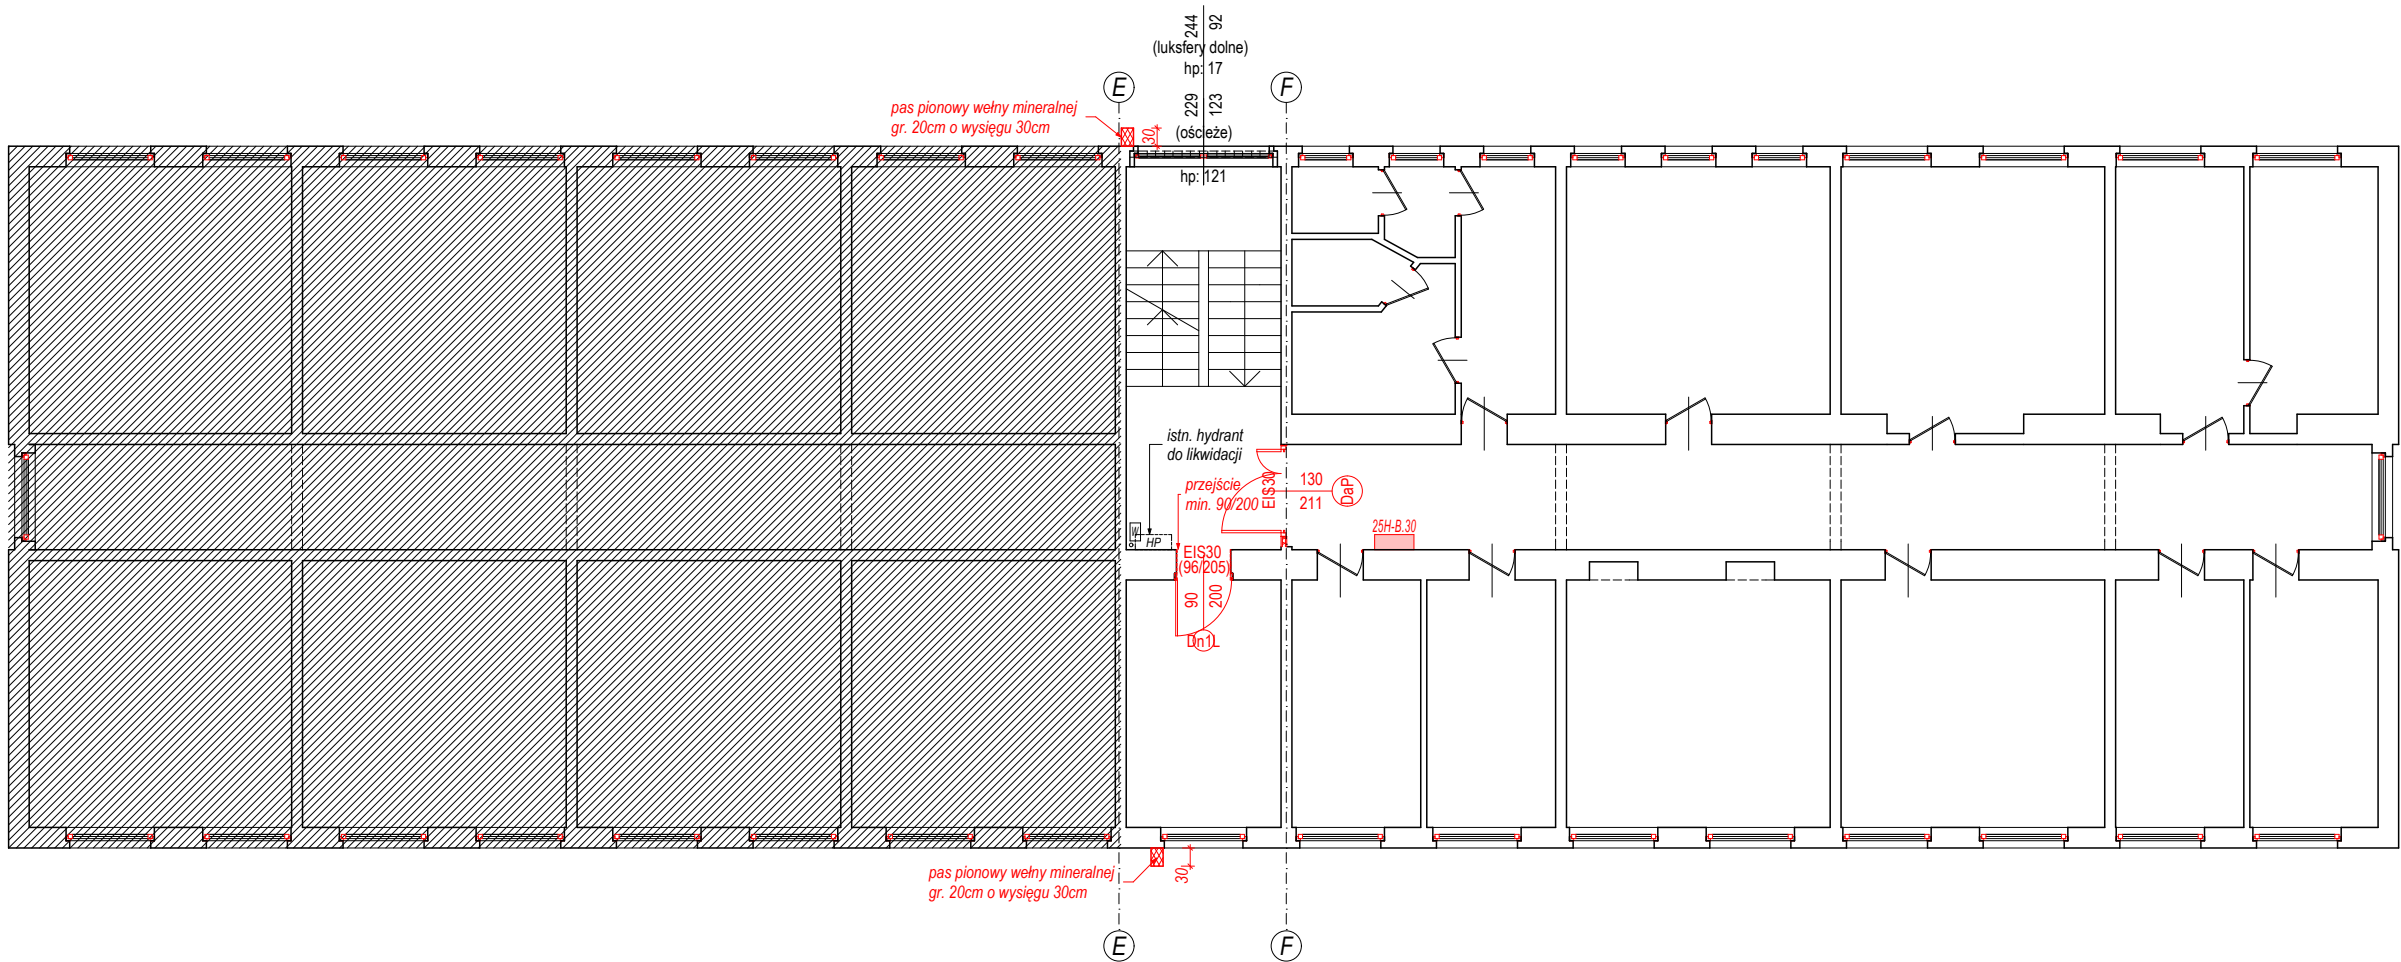 244
92
(luksfery dolne)
hp: 17
E
F
229
123
pas pionowy wełny mineralnej
gr. 20cm o wysięgu 30cm
30
(ościeże)
hp: 121
istn. hydrant
do likwidacji
przejście
min. 90/200
EIS30
130
211
DaP
25H-B.30
W
HP
EIS30
(96/205)
90
200
Dn1L
pas pionowy wełny mineralnej
gr. 20cm o wysięgu 30cm
30
E
F